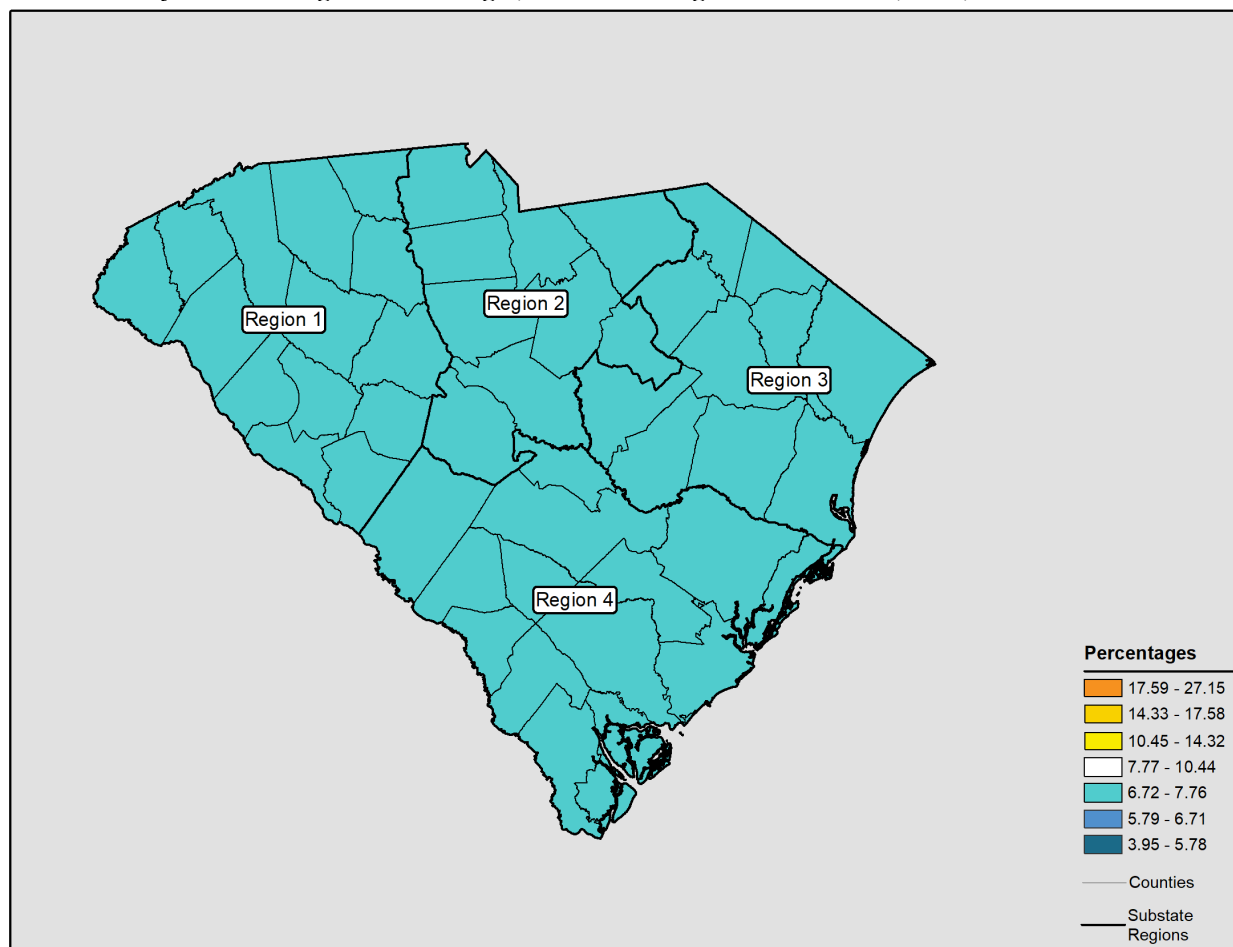 Region 1
Region 2
Region 3
Region 4
Percentages
17.59 - 27.15
14.33 - 17.58
10.45 - 14.32
7.77 - 10.44
6.72 - 7.76
5.79 - 6.71
3.95 - 5.78
Counties
Substate
Regions